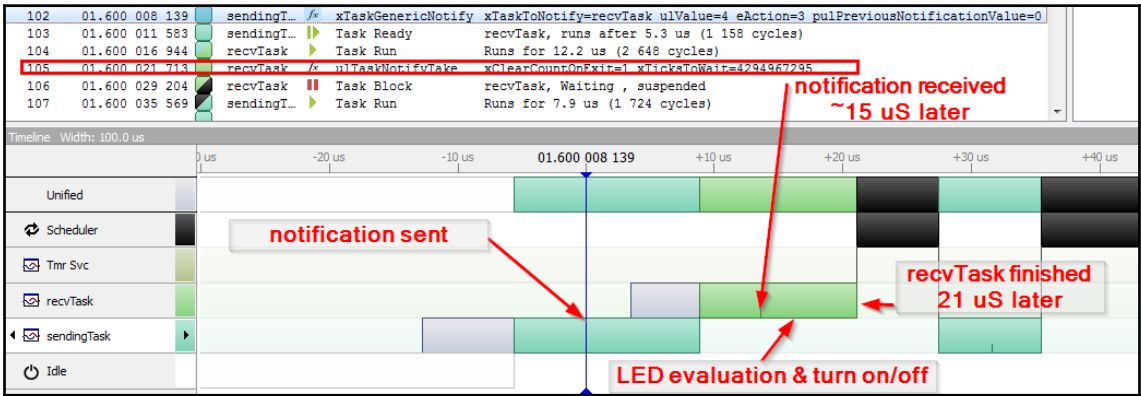 102 01.600 008 139 sendingT... fx xTaskGenericNotify xTaskToNotify=recvTask ulValue=4 eAction=3 pulPreviousNotificationValue=0
103 01.600 011 583 sendingT... Task Ready recvTask, runs after 5.3 us (1 158 cycles)
104 01.600 016 944 recvTask Task Run Runs for 12.2 us (2 648 cycles)
105 01.600 021 713 recvTask fx ulTaskNotifyTake xClearCountOnExit=1 xTicksToWait=4294967295
106 01.600 029 204 recvTask Task Block recvTask, Waiting , suspended
107 01.600 035 569 sendingT... Task Run Runs for 7.9 us (1 724 cycles)
notification received
~15 uS later
Timeline Width: 100.0 us
0 us -20 us -10 us 01.600 008 139 +10 us +20 us +30 us +40 us
Unified
Scheduler
notification sent
Tmr Svc
recvTask
recvTask finished
21 uS later
sendingTask
Idle
LED evaluation & turn on/off